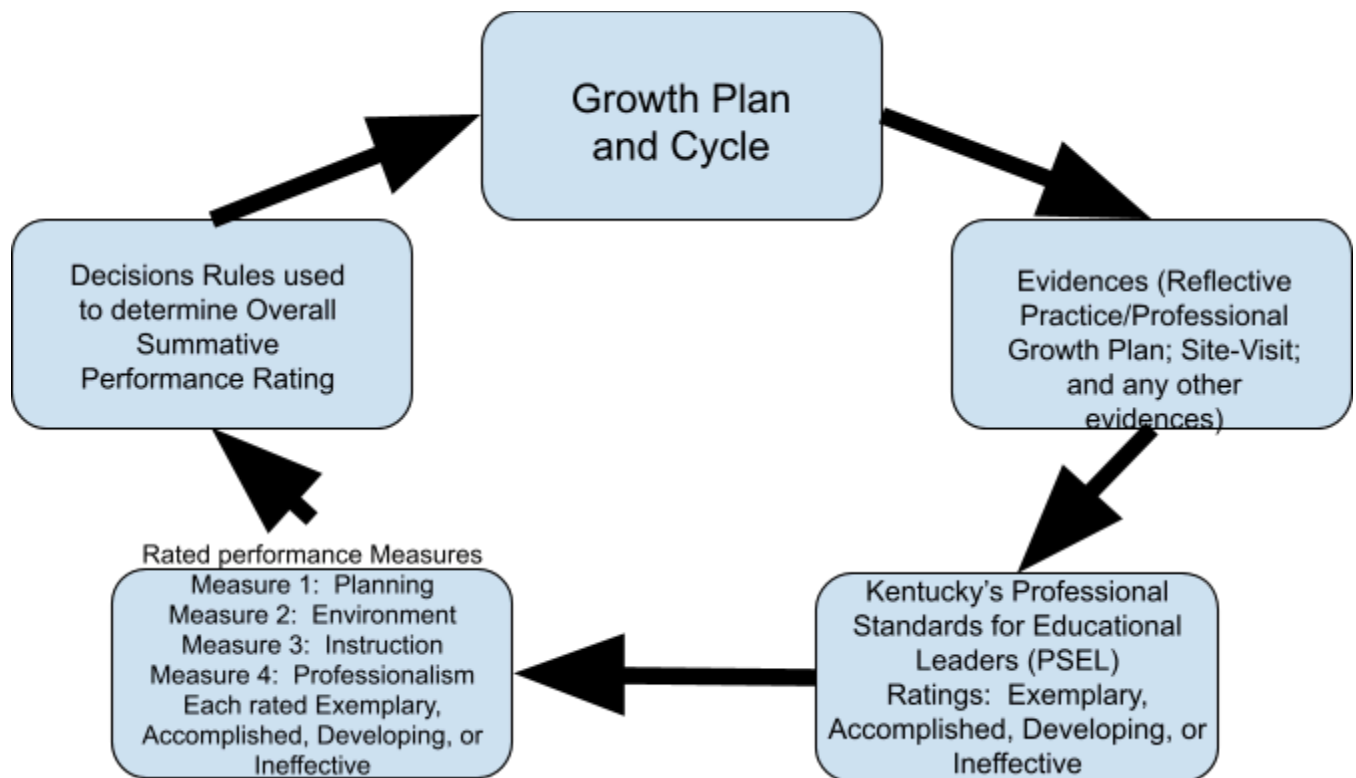 Growth Plan
and Cycle
Evidences (Reflective
Practice/Professional
Growth Plan; Site-Visit;
and any other
evidences)
Kentucky’s Professional
Standards for Educational
Leaders (PSEL)
Ratings:  Exemplary,
Accomplished, Developing, or
Ineffective
Rated performance Measures
Measure 1:  Planning
Measure 2:  Environment
Measure 3:  Instruction
Measure 4:  Professionalism
Each rated Exemplary,
Accomplished, Developing, or
Ineffective
Decisions Rules used
to determine Overall
Summative
Performance Rating